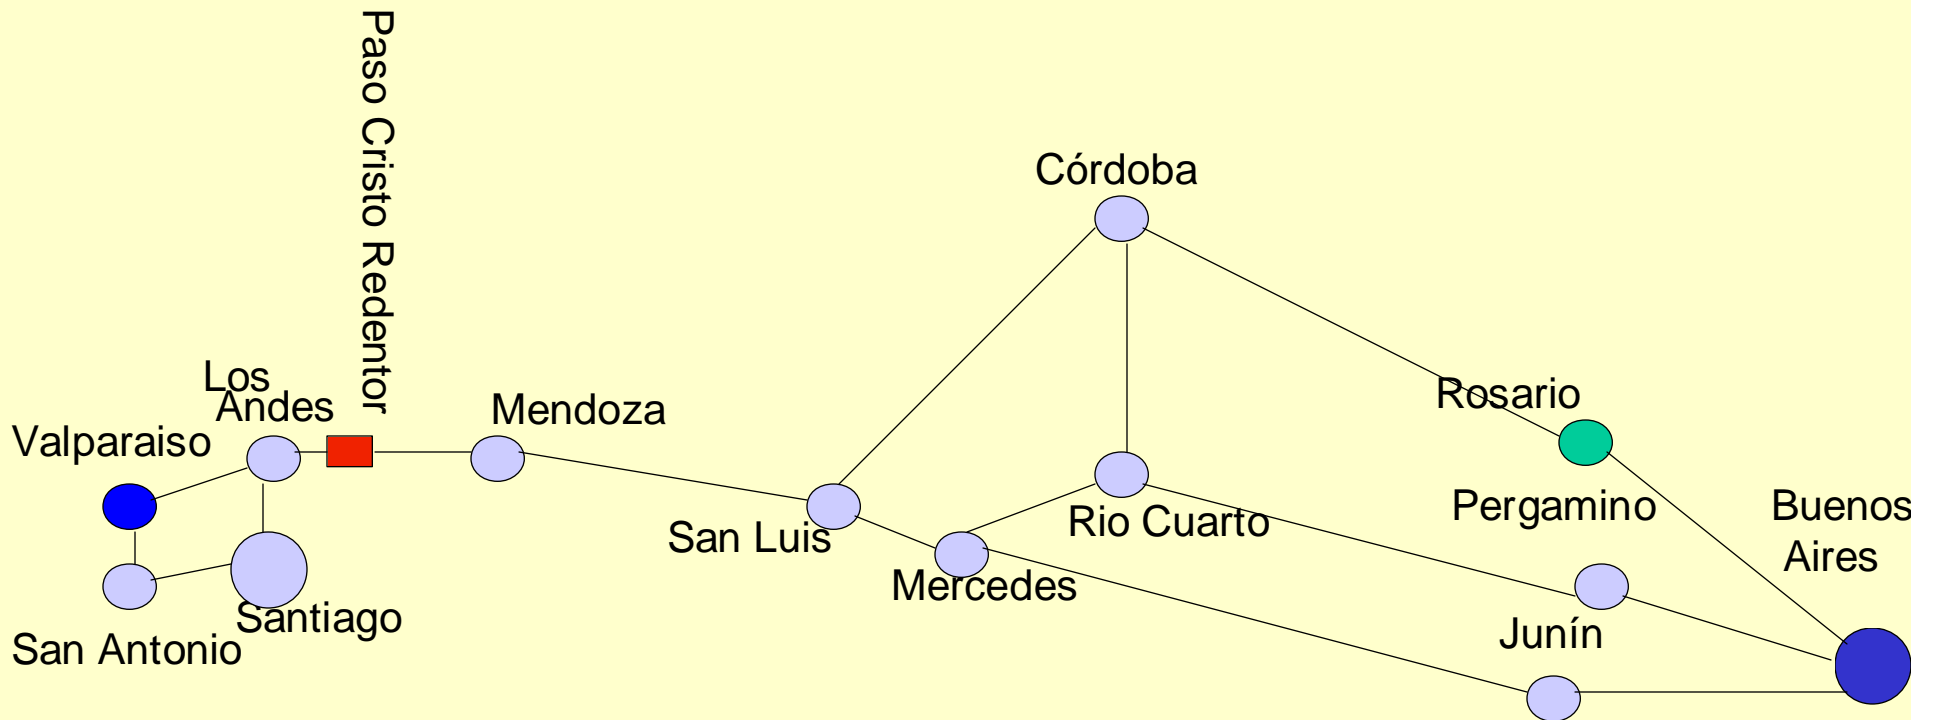 Paso Cristo Redentor
Córdoba
Los
Andes
Rosario
Mendoza
Valparaiso
Pergamino
Buenos
Aires
San Luis
Rio Cuarto
Mercedes
Santiago
Junín
San Antonio